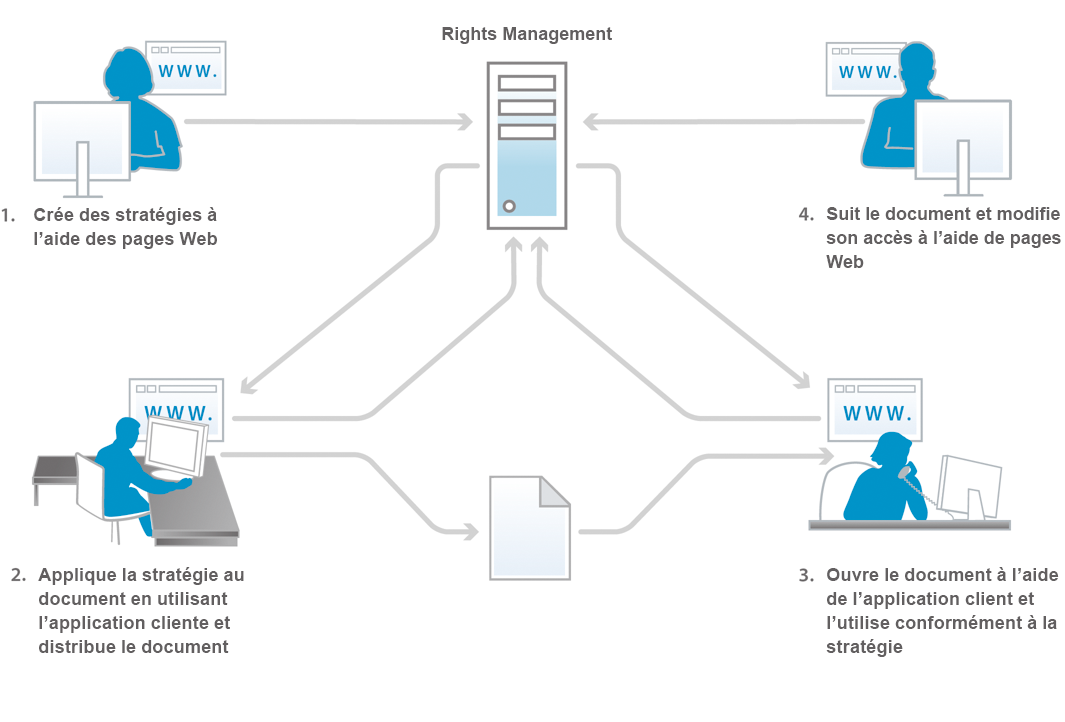 Rights Management
WWW.
WWW.
1. Crée des stratégies à
l’aide des pages Web
4. Suit le document et modifie
son accès à l’aide de pages
Web
WWW.
WWW.
2. Applique la stratégie au
document en utilisant
l’application cliente et
distribue le document
3. Ouvre le document à l’aide
de l’application client et
l’utilise conformément à la
stratégie